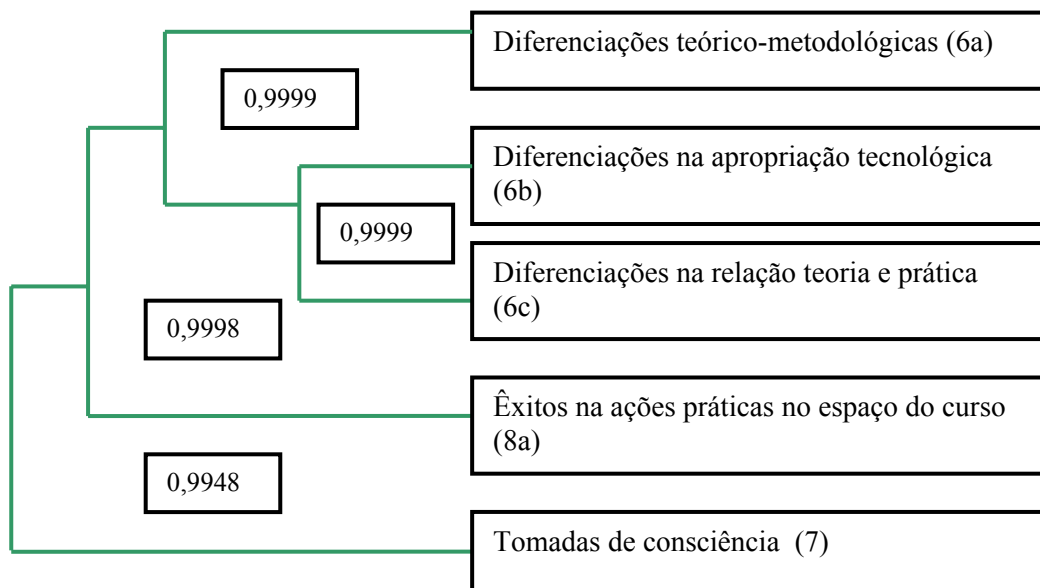 Diferenciações teórico-metodológicas (6a)
0,9999
Diferenciações na apropriação tecnológica
(6b)
0,9999
Diferenciações na relação teoria e prática
(6c)
0,9998
Êxitos na ações práticas no espaço do curso
(8a)
0,9948
Tomadas de consciência (7)